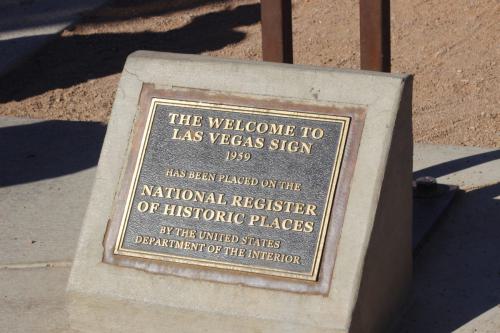 THE WELCOME TO
LAS VEGAS SIGN
1959
HAS BEEN PLACED ON THE
NATIONAL REGISTER
OF HISTORIC PLACES
BY THE UNITED STATES
DEPARTMENT OF THE INTERIOR